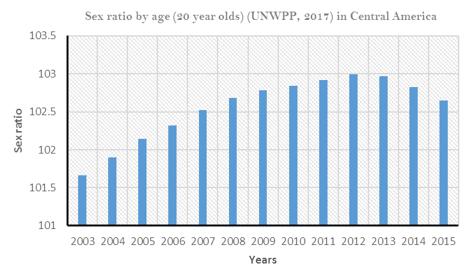 Sex ratio by age (20 year olds) (UNWPP, 2017) in Central America
103.5
103
102.5
102
101.5
101
Sex ratio
2003 2004 2005 2006 2007 2008 2009 2010 2011 2012 2013 2014 2015
Years